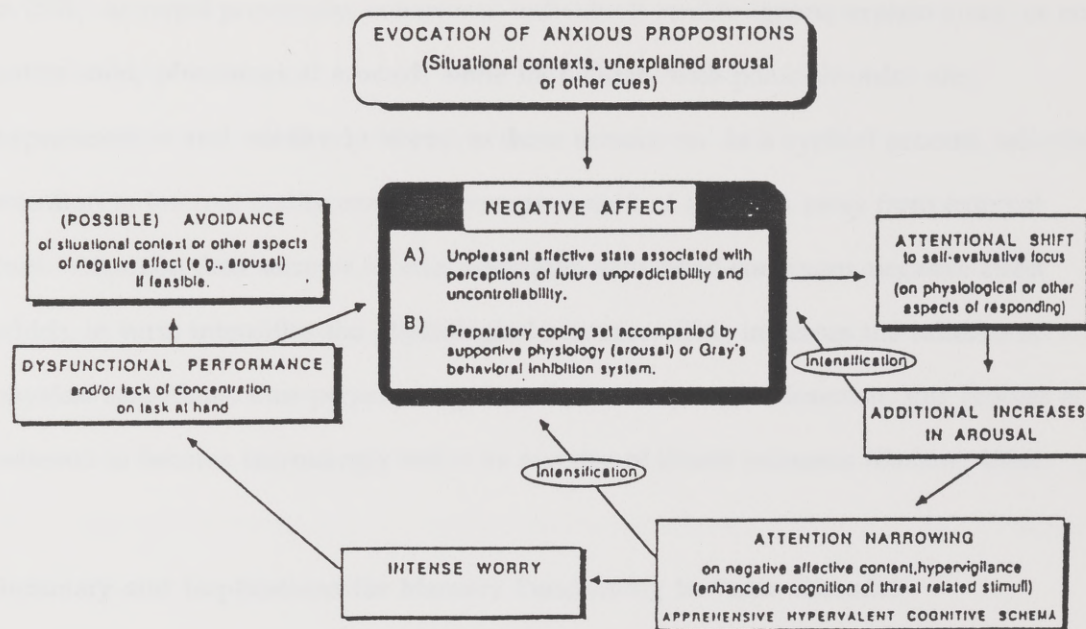 EVOCATION OF ANXIOUS PROPOSITIONS
(Situational contexts, unexplained arousal
or other cues)
NEGATIVE AFFECT
A) Unpleasant affective state associated with
perceptions of future unpredictability and
uncontrollability.
B) Preparatory coping set accompanied by
supportive physiology (arousal) or Gray's
behavioral inhibition system.
(POSSIBLE) AVOIDANCE
of situational context or other aspects
of negative affect (e.g., arousal)
if feasible.
DYSFUNCTIONAL PERFORMANCE
and/or lack of concentration
on task at hand
ATTENTIONAL SHIFT
to self-evaluative focus
(on physiological or other
aspects of responding)
Intensification
ADDITIONAL INCREASES
IN AROUSAL
Intensification
ATTENTION NARROWING
on negative affective content, hypervigilance
(enhanced recognition of threat related stimuli)
APPREHENSIVE HYPERVALENT COGNITIVE SCHEMA
INTENSE WORRY